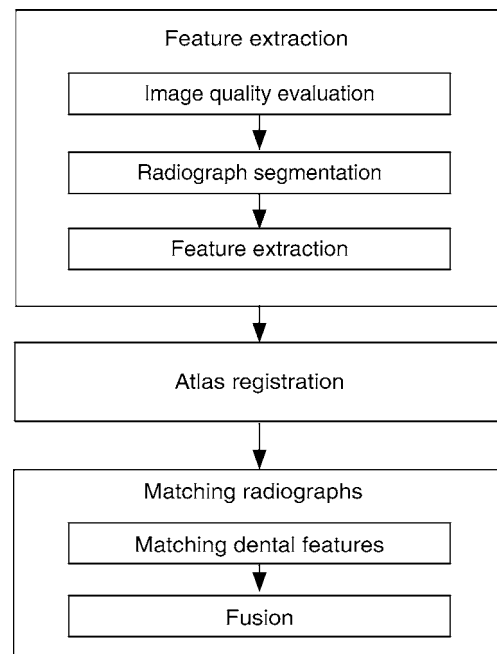 Feature extraction
Image quality evaluation
Radiograph segmentation
Feature extraction
Atlas registration
Matching radiographs
Matching dental features
Fusion